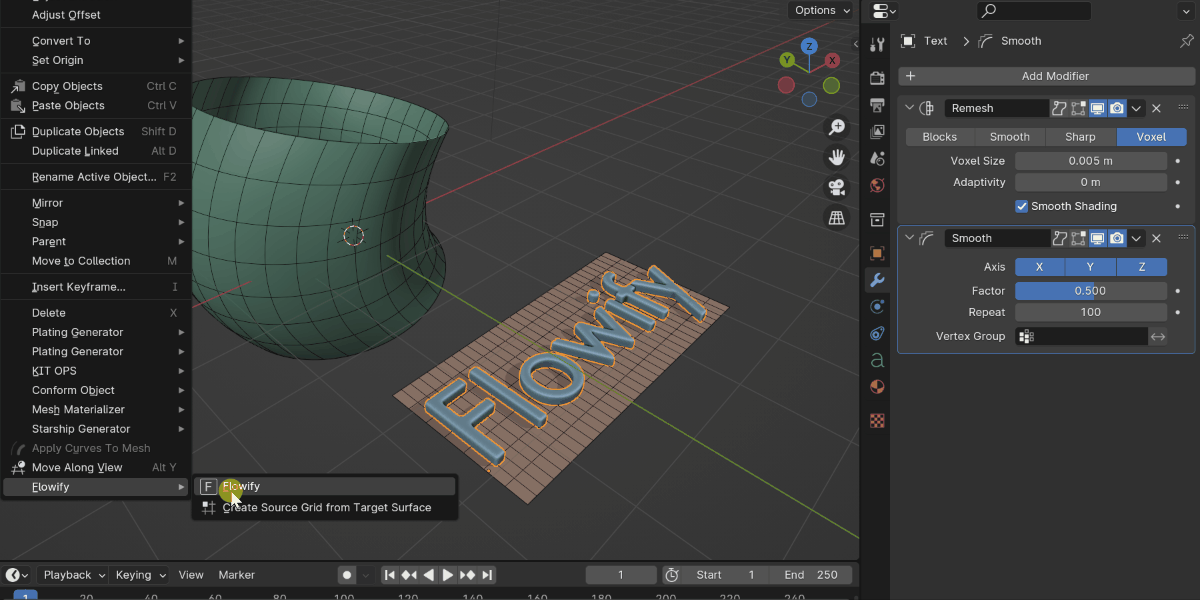 Adjust Offset
Convert To
Set Origin
Copy Objects Ctrl C
Paste Objects Ctrl V
Duplicate Objects Shift D
Duplicate Linked Alt D
Rename Active Object... F2
Mirror
Snap
Parent
Move to Collection M
Insert Keyframe... I
Delete X
Plating Generator
Plating Generator
KIT OPS
Conform Object
Mesh Materializer
Starship Generator
Apply Curves To Mesh
Move Along View Alt Y
Flowify
F Flowify
Create Source Grid from Target Surface
Options
Z
Y X
Flowify
Text Smooth
+ Add Modifier
Remesh
Blocks Smooth Sharp Voxel
Voxel Size 0.005 m
Adaptivity 0 m
Smooth Shading
Smooth
Axis X Y Z
Factor 0.500
Repeat 100
Vertex Group
Playback Keying View Marker 1 Start 1 End 250
1 20 40 60 80 100 120 140 160 180 200 220 240